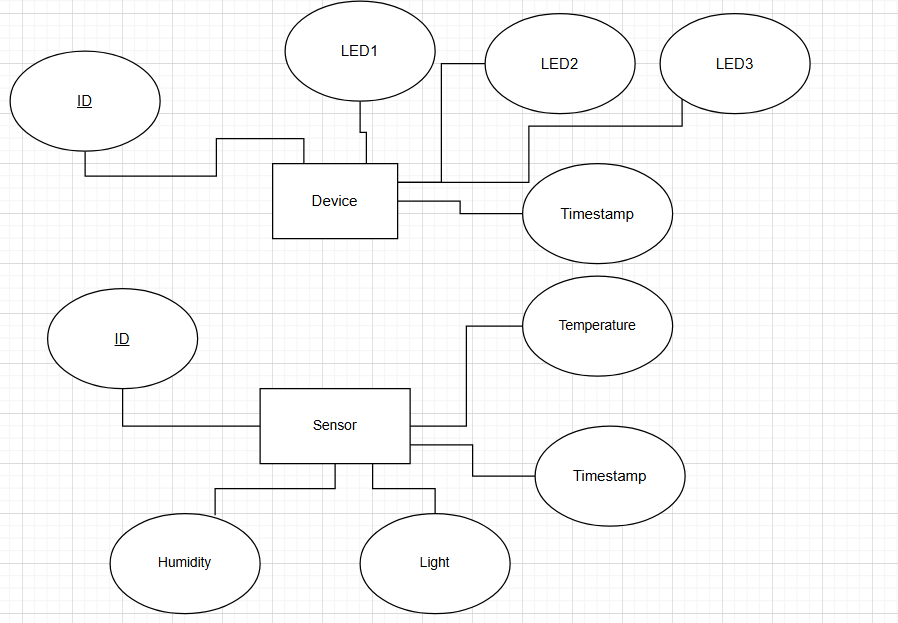 LED1
LED2
LED3
ID
Device
Timestamp
Temperature
ID
Sensor
Timestamp
Humidity
Light